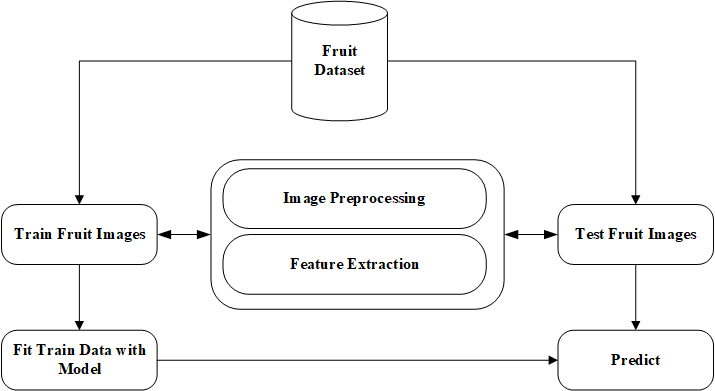 Fruit
Dataset
Image Preprocessing
Train Fruit Images
Test Fruit Images
Feature Extraction
Fit Train Data with
Model
Predict